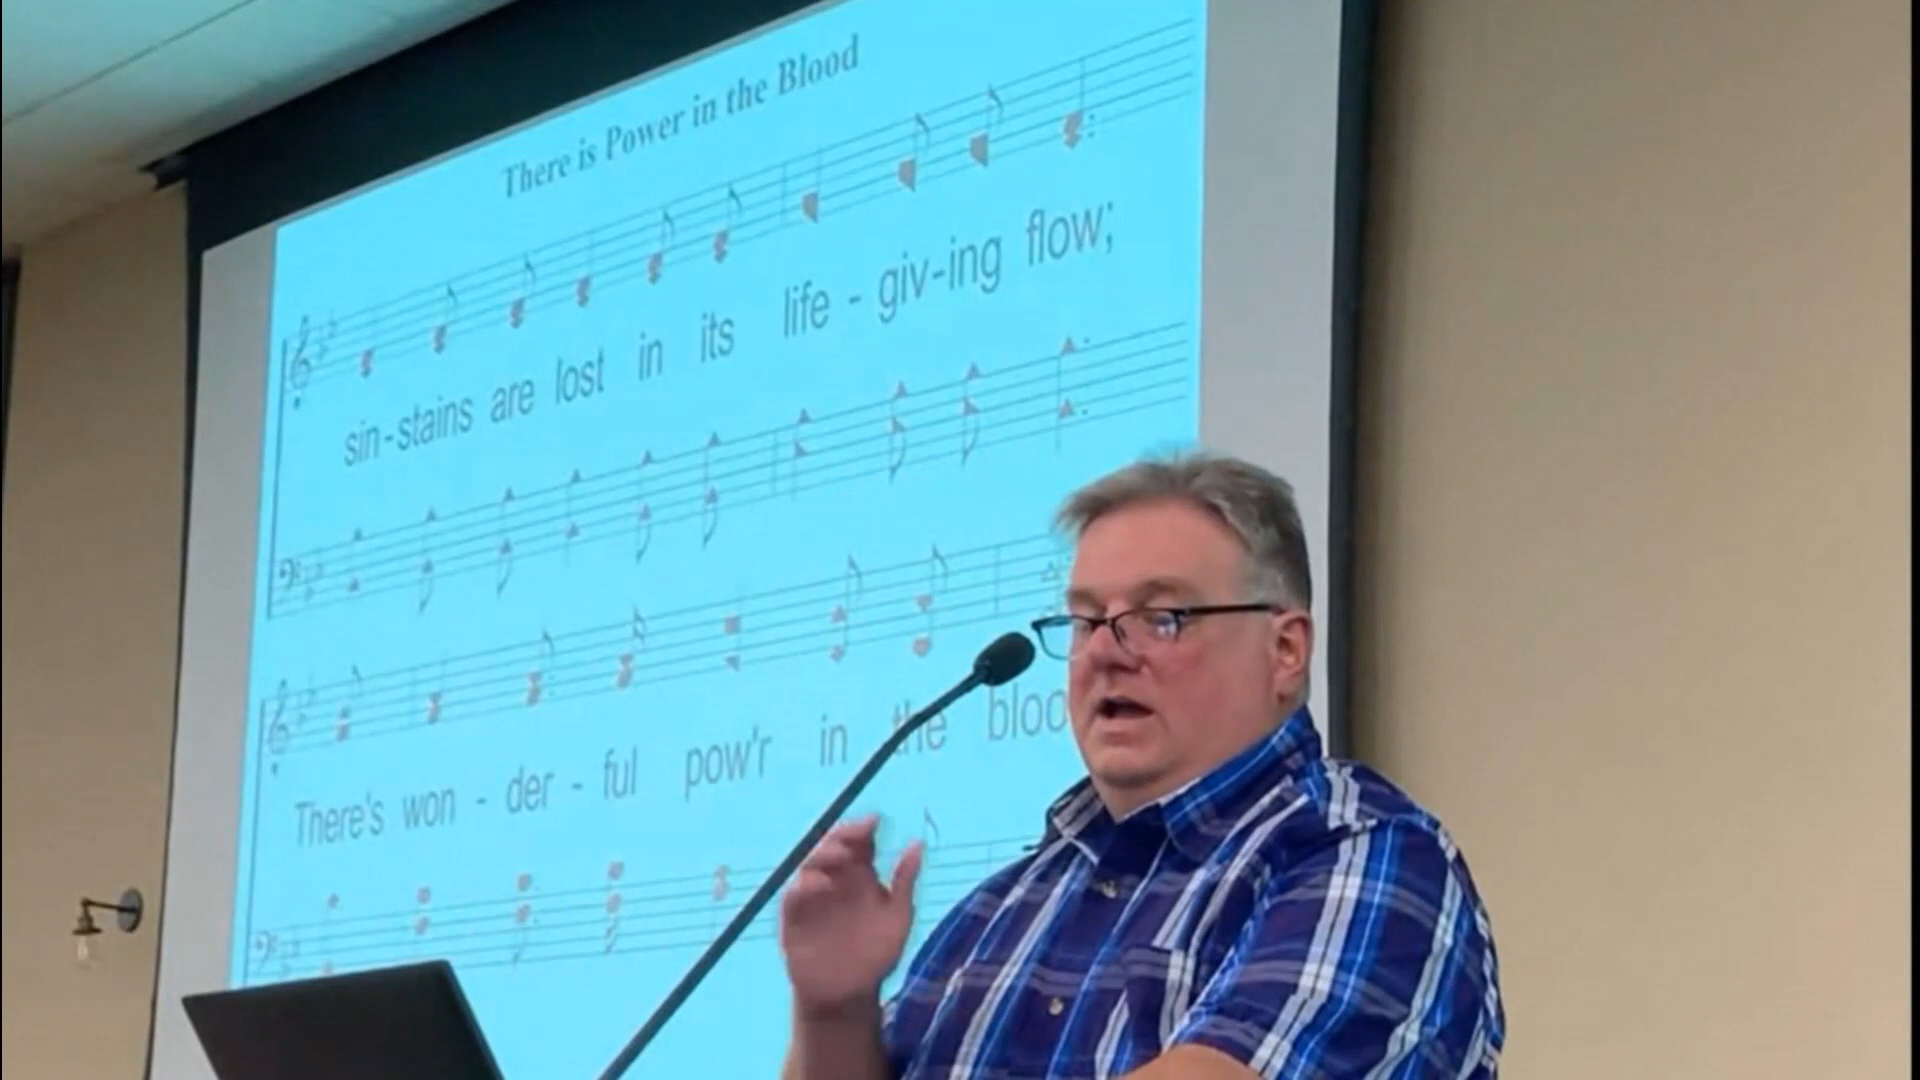 There is Power in the Blood
sin-stains are lost in its life - giv-ing flow;
There's won - der - ful pow'r in the bloo